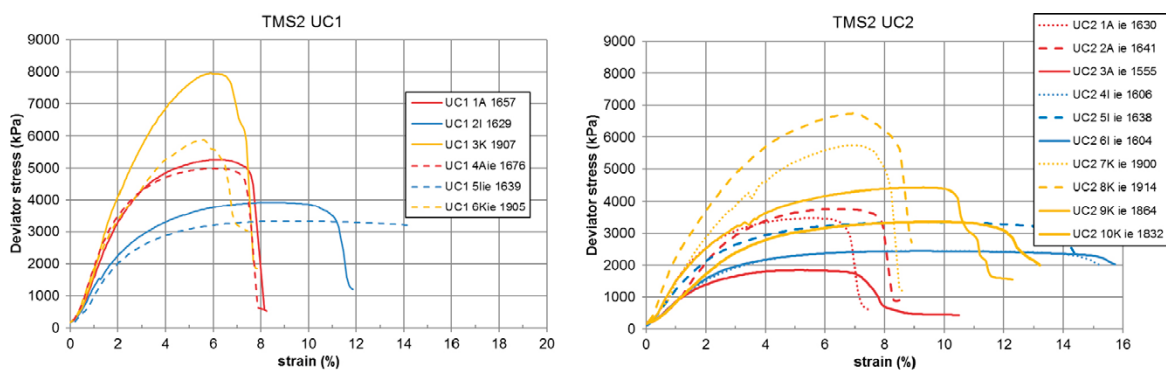 TMS2 UC1
Deviator stress (kPa)
9000
8000
7000
6000
5000
4000
3000
2000
1000
0
0 2 4 6 8 10 12 14 16 18 20
strain (%)
UC1 1A 1657
UC1 2I 1629
UC1 3K 1907
UC1 4Aie 1676
UC1 5Iie 1639
UC1 6Kie 1905
TMS2 UC2
Deviator stress (kPa)
9000
8000
7000
6000
5000
4000
3000
2000
1000
0
0 2 4 6 8 10 12 14 16
strain (%)
UC2 1A ie 1630
UC2 2A ie 1641
UC2 3A ie 1555
UC2 4I ie 1606
UC2 5I ie 1638
UC2 6I ie 1604
UC2 7K ie 1900
UC2 8K ie 1914
UC2 9K ie 1864
UC2 10K ie 1832